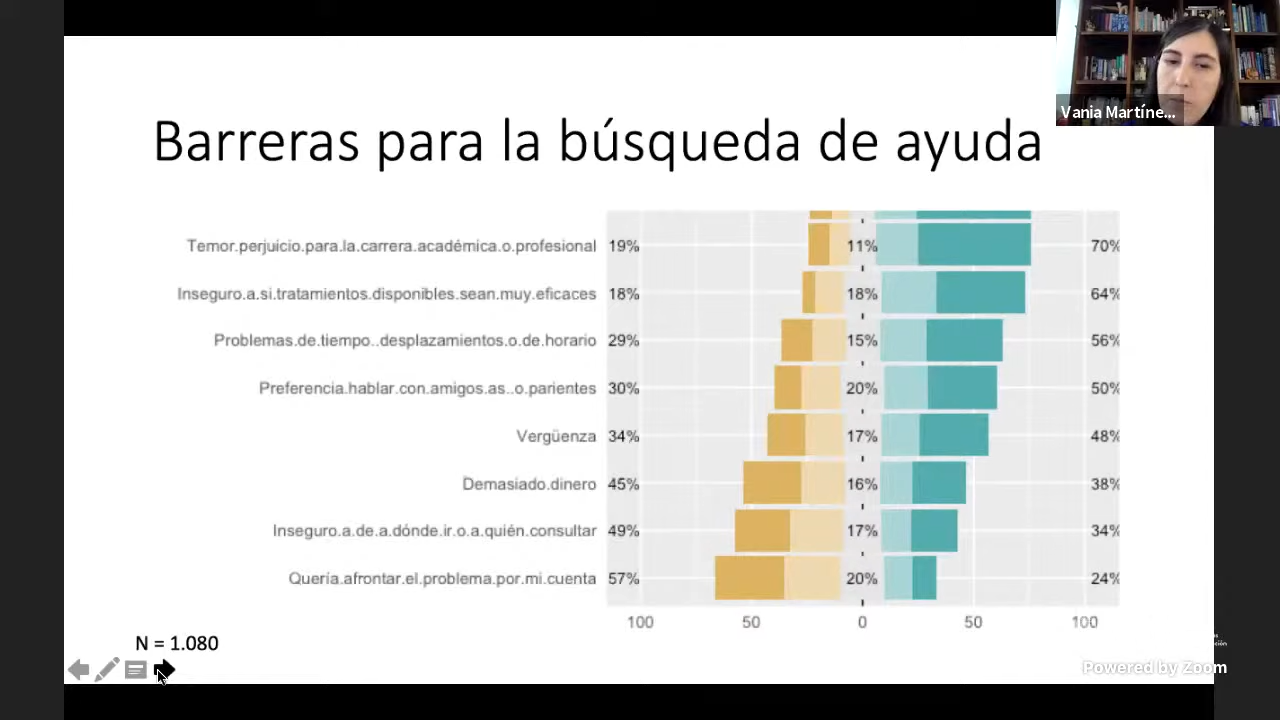 Vania Martíne...
Barreras para la búsqueda de ayuda
Temor.perjuicio.para.la.carrera.académica.o.profesional 19% 11% 70%
Inseguro.a.si.tratamientos.disponibles.sean.muy.eficaces 18% 18% 64%
Problemas.de.tiempo..desplazamientos.o.de.horario 29% 15% 56%
Preferencia.hablar.con.amigos.as..o.parientes 30% 20% 50%
Vergüenza 34% 17% 48%
Demasiado.dinero 45% 16% 38%
Inseguro.a.de.a.dónde.ir.o.a.quién.consultar 49% 17% 34%
Quería.afrontar.el.problema.por.mi.cuenta 57% 20% 24%
100 50 0 50 100
N = 1.080
Powered by Zoom